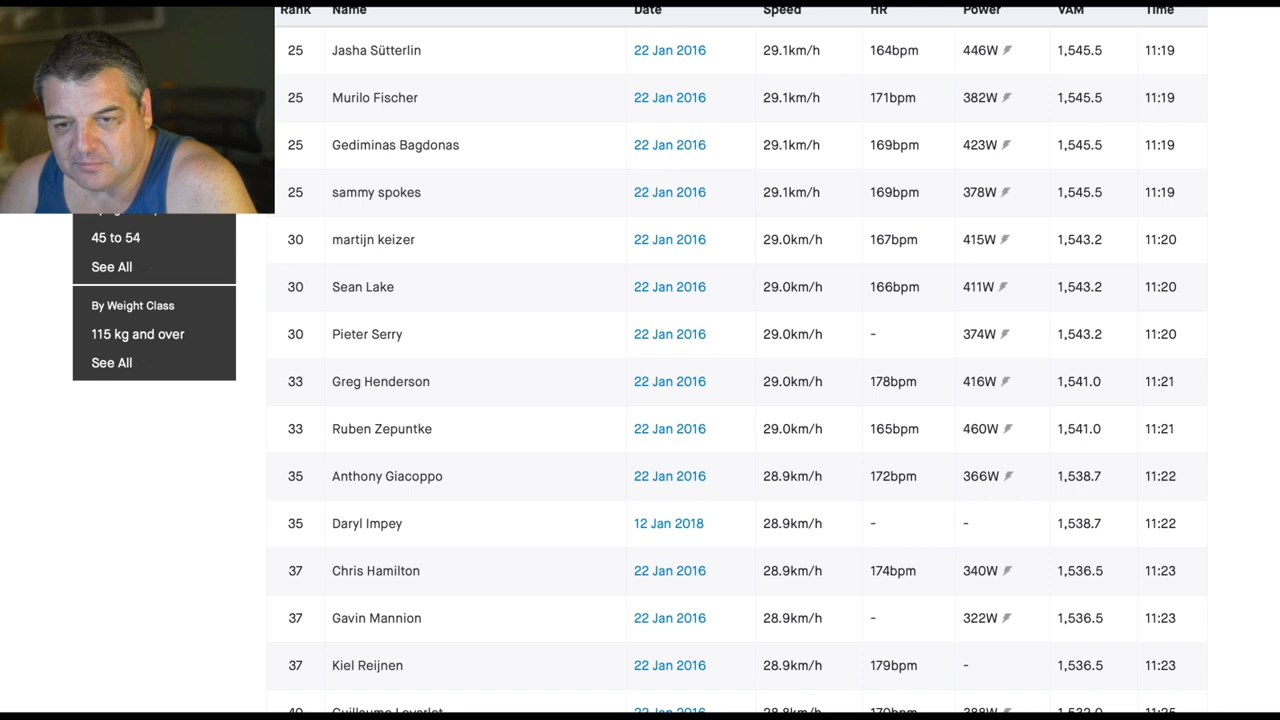 Rank Name Date Speed HR Power VAM Time
25 Jasha Sütterlin 22 Jan 2016 29.1km/h 164bpm 446W 1,545.5 11:19
25 Murilo Fischer 22 Jan 2016 29.1km/h 171bpm 382W 1,545.5 11:19
25 Gediminas Bagdonas 22 Jan 2016 29.1km/h 169bpm 423W 1,545.5 11:19
25 sammy spokes 22 Jan 2016 29.1km/h 169bpm 378W 1,545.5 11:19
45 to 54
See All
By Weight Class
115 kg and over
See All
30 martijn keizer 22 Jan 2016 29.0km/h 167bpm 415W 1,543.2 11:20
30 Sean Lake 22 Jan 2016 29.0km/h 166bpm 411W 1,543.2 11:20
30 Pieter Serry 22 Jan 2016 29.0km/h - 374W 1,543.2 11:20
33 Greg Henderson 22 Jan 2016 29.0km/h 178bpm 416W 1,541.0 11:21
33 Ruben Zepuntke 22 Jan 2016 29.0km/h 165bpm 460W 1,541.0 11:21
35 Anthony Giacoppo 22 Jan 2016 28.9km/h 172bpm 366W 1,538.7 11:22
35 Daryl Impey 12 Jan 2018 28.9km/h - - 1,538.7 11:22
37 Chris Hamilton 22 Jan 2016 28.9km/h 174bpm 340W 1,536.5 11:23
37 Gavin Mannion 22 Jan 2016 28.9km/h - 322W 1,536.5 11:23
37 Kiel Reijnen 22 Jan 2016 28.9km/h 179bpm - 1,536.5 11:23